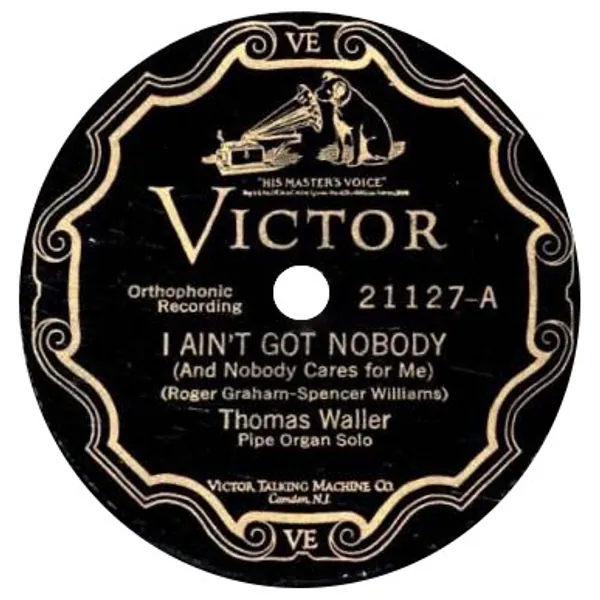 VE
"HIS MASTER'S VOICE"
VICTOR
Orthophonic
Recording
21127-A
I AIN'T GOT NOBODY
(And Nobody Cares for Me)
(Roger Graham-Spencer Williams)
Thomas Waller
Pipe Organ Solo
VICTOR TALKING MACHINE CO.
Camden, N.J.
VE